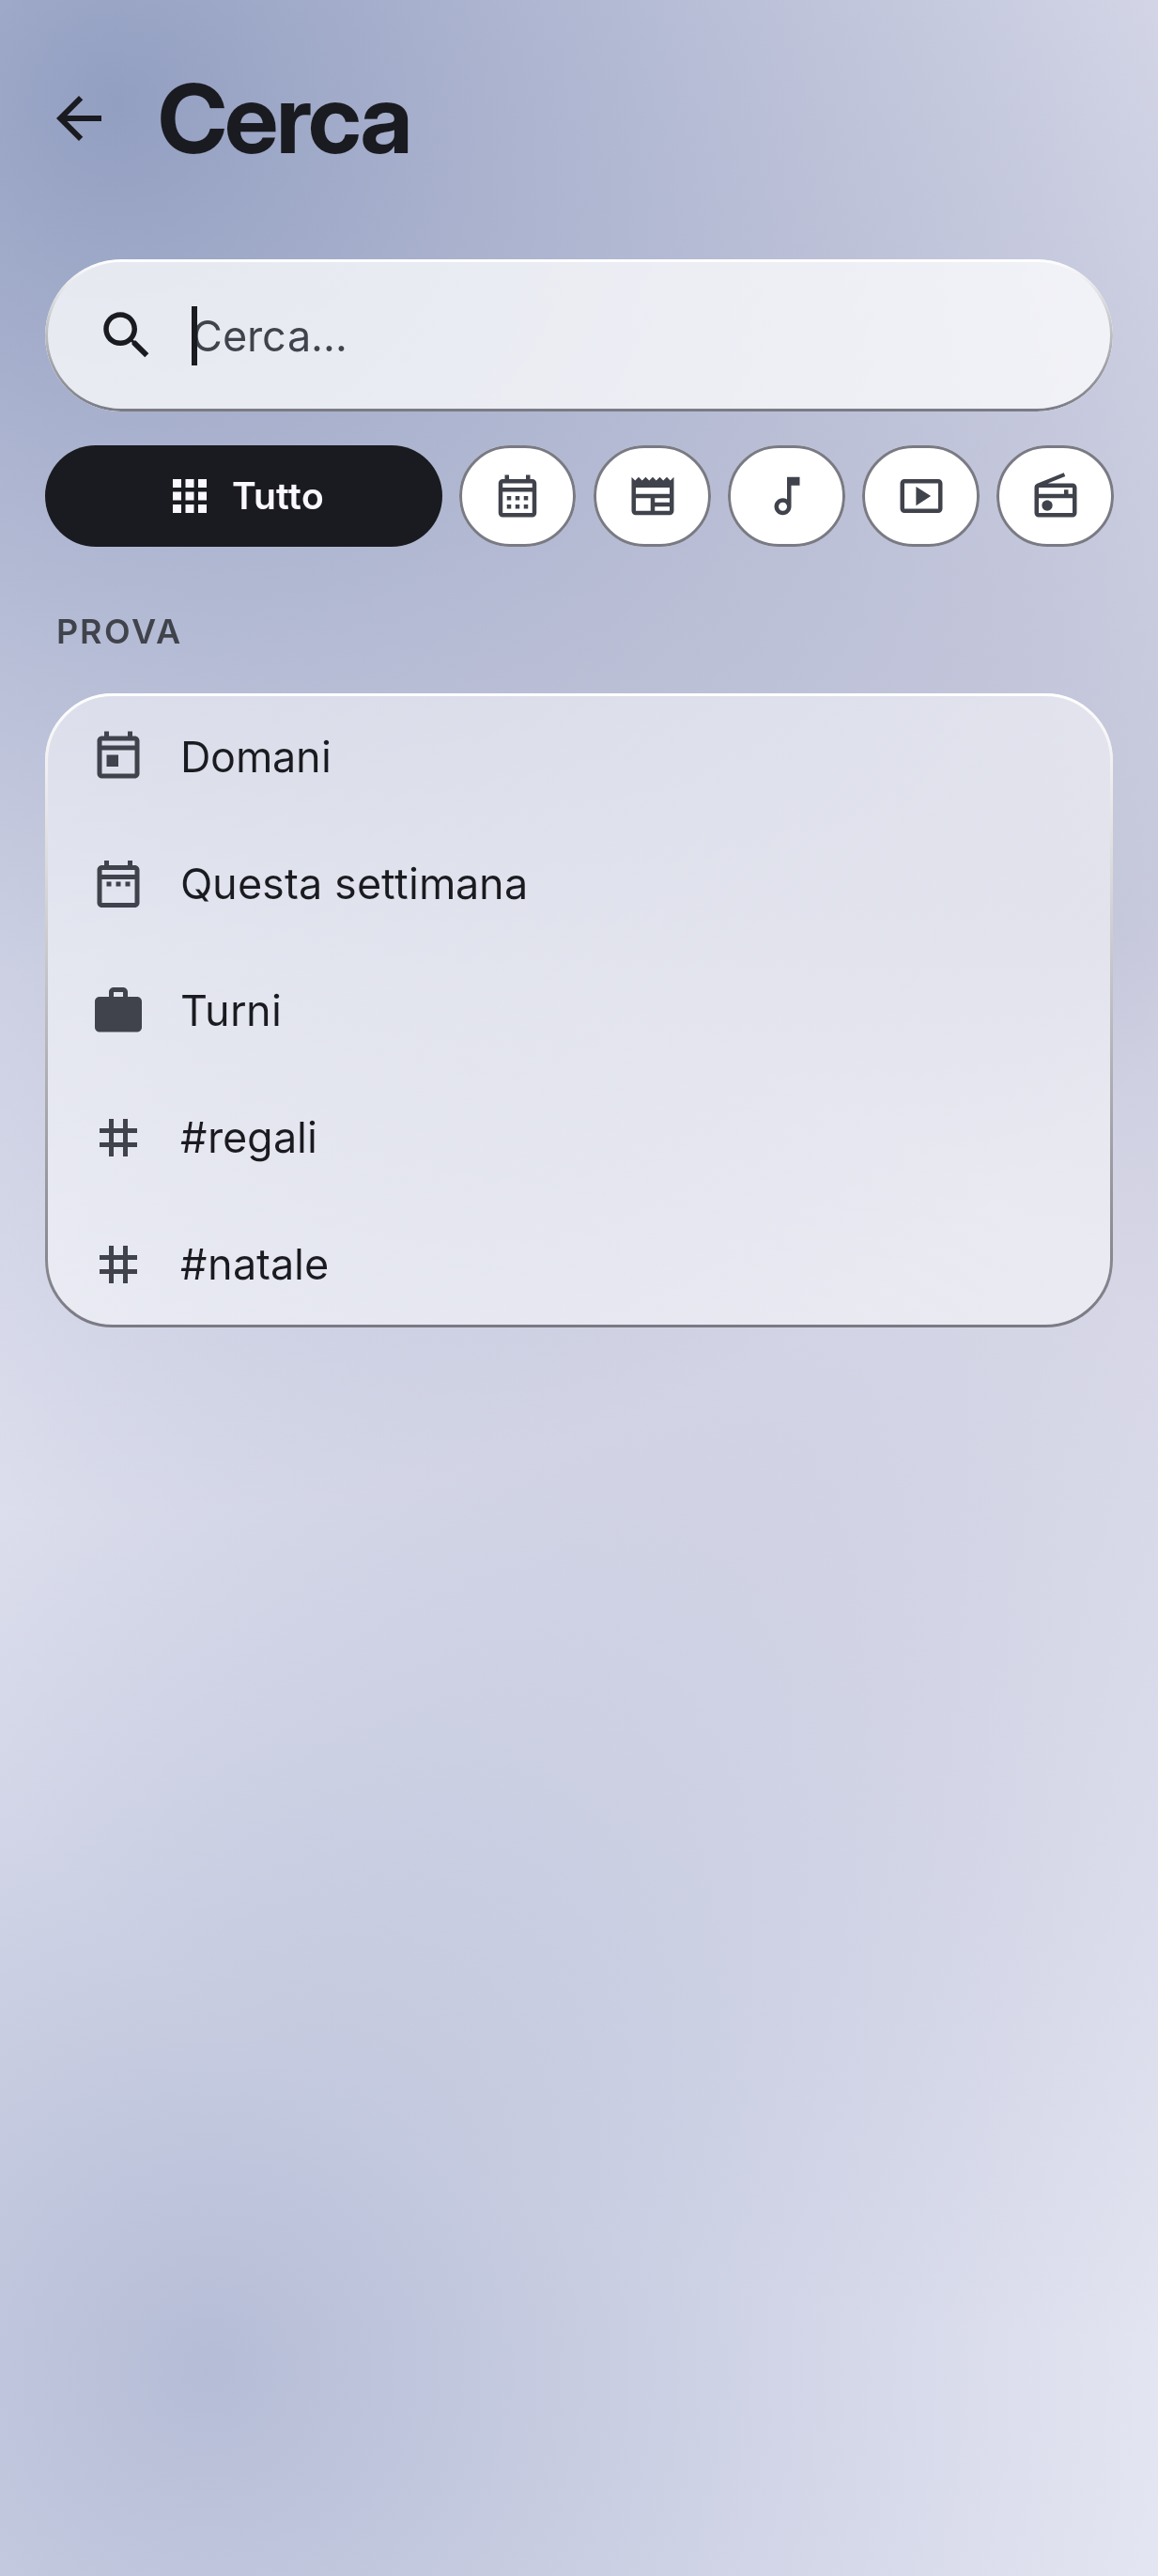 Cerca
Cerca...
Tutto
PROVA
Domani
Questa settimana
Turni
#regali
#natale